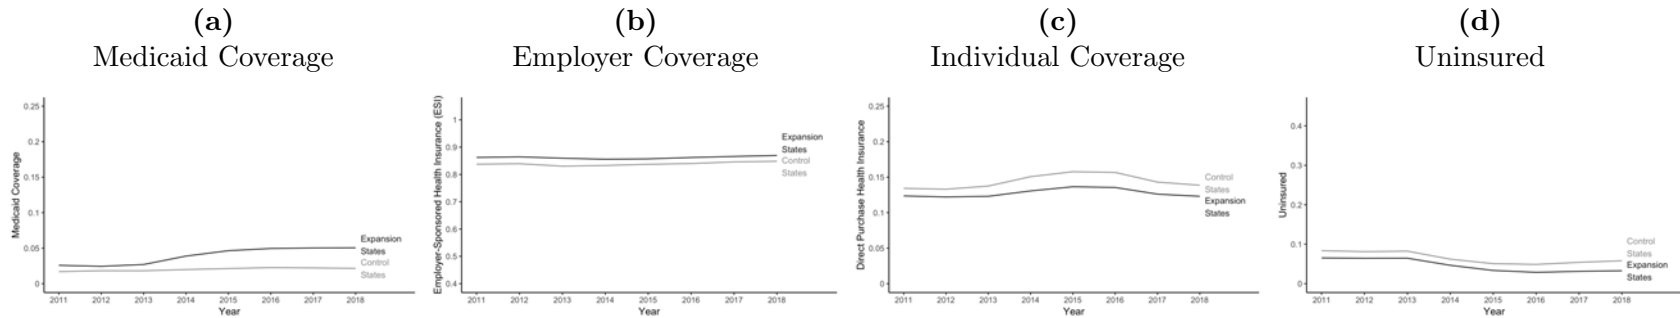 (a)
Medicaid Coverage
Medicaid Coverage
0.25
0.2
0.15
0.1
0.05
0
2011 2012 2013 2014 2015 2016 2017 2018
Year
Expansion
States
Control
States
(b)
Employer Coverage
Employer-Sponsored Health Insurance (ESI)
1
0.9
0.8
0.7
0.6
0.5
0.4
2011 2012 2013 2014 2015 2016 2017 2018
Year
Expansion
States
Control
States
(c)
Individual Coverage
Direct Purchase Health Insurance
0.25
0.2
0.15
0.1
0.05
0
2011 2012 2013 2014 2015 2016 2017 2018
Year
Control
States
Expansion
States
(d)
Uninsured
Uninsured
0.4
0.3
0.2
0.1
0
2011 2012 2013 2014 2015 2016 2017 2018
Year
Control
States
Expansion
States